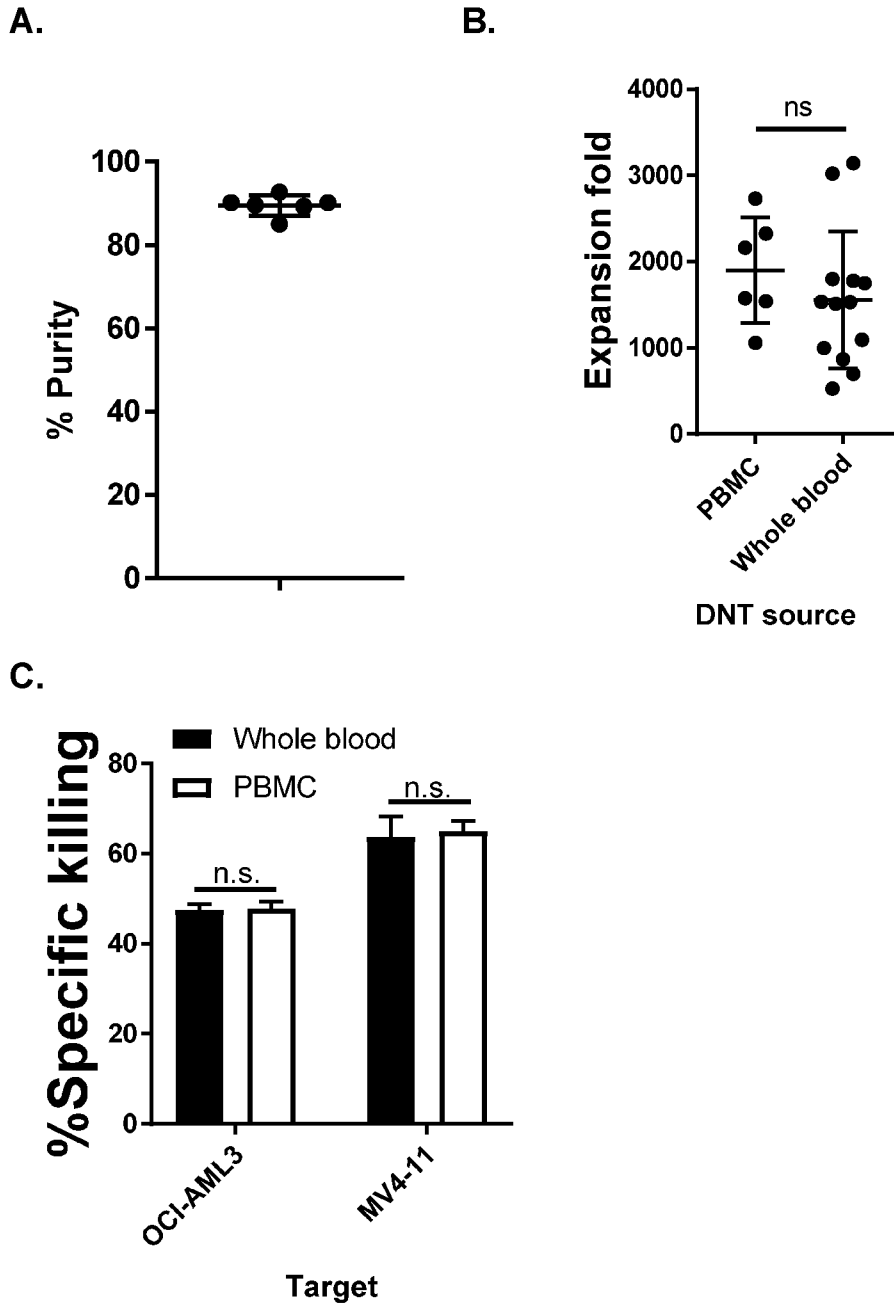 A.
% Purity
100
80
60
40
20
0
B.
Expansion fold
4000
3000
2000
1000
0
ns
PBMC
Whole blood
DNT source
C.
%Specific killing
80
60
40
20
0
Whole blood
PBMC
n.s.
n.s.
OCI-AML3
MV4-11
Target